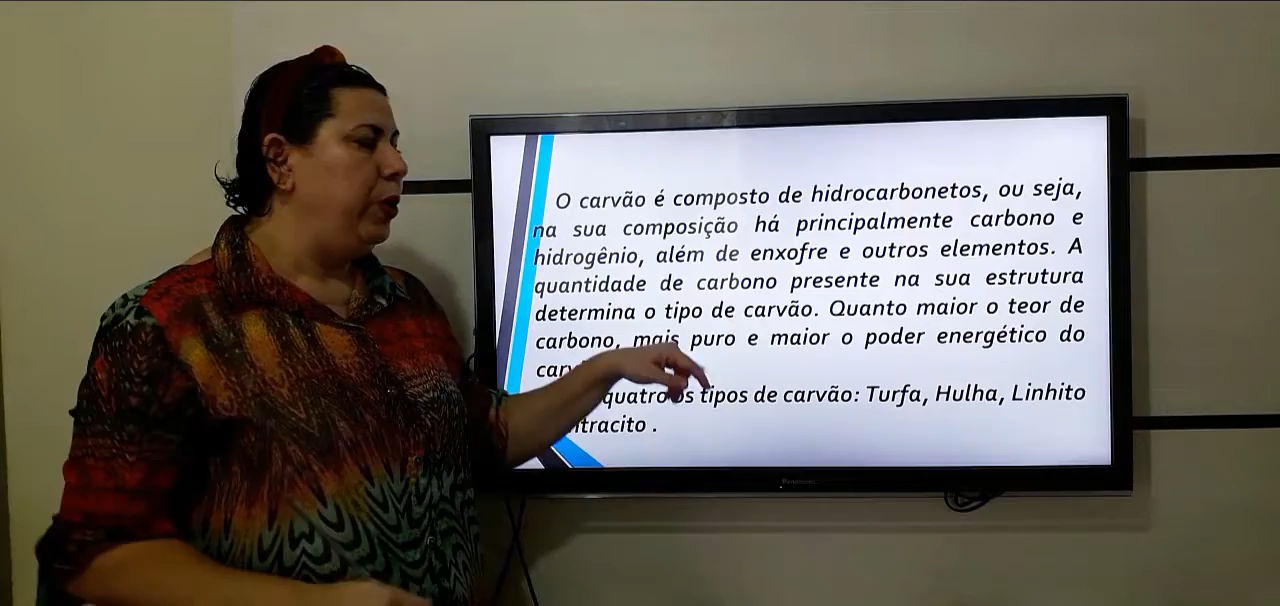 O carvão é composto de hidrocarbonetos, ou seja,
na sua composição há principalmente carbono e
hidrogênio, além de enxofre e outros elementos. A
quantidade de carbono presente na sua estrutura
determina o tipo de carvão. Quanto maior o teor de
carbono, mais puro e maior o poder energético do
quatro os tipos de carvão: Turfa, Hulha, Linhito
Panasonic